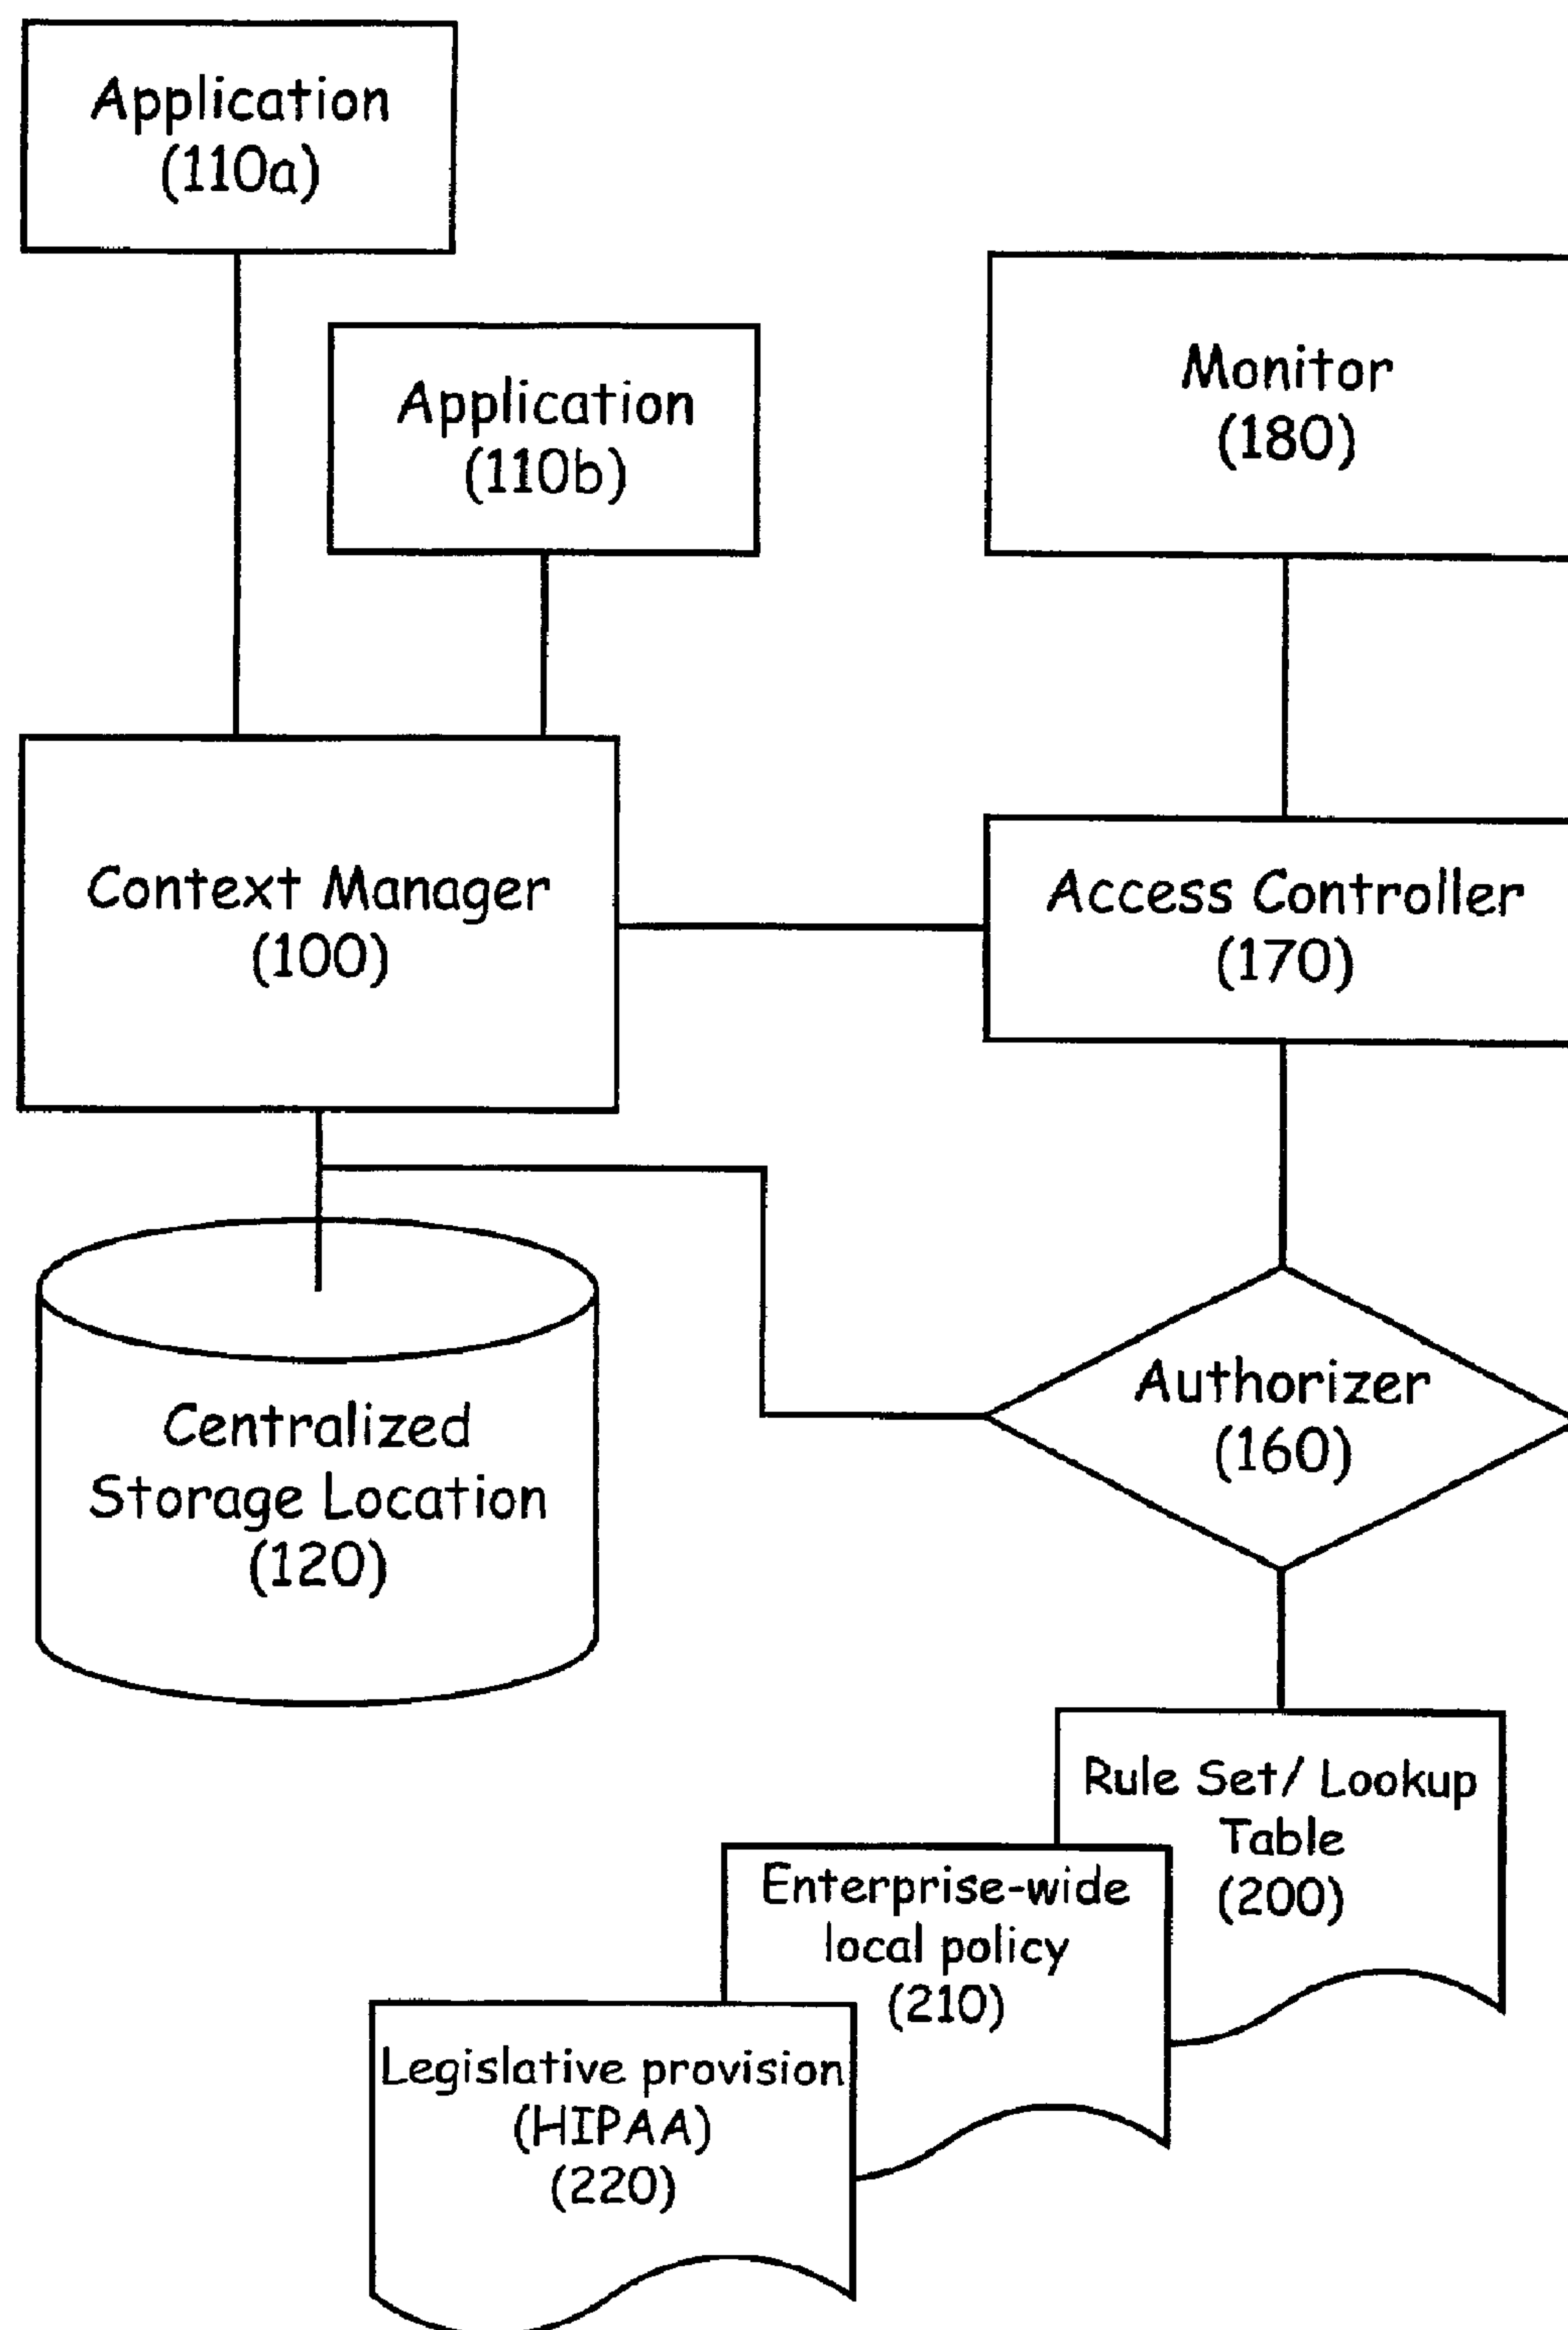 Application
(110a)
Application
(110b)
Monitor
(180)
Context Manager
(100)
Access Controller
(170)
Centralized
Storage Location
(120)
Authorizer
(160)
Rule Set/ Lookup
Table
(200)
Enterprise-wide
local policy
(210)
Legislative provision
(HIPAA)
(220)